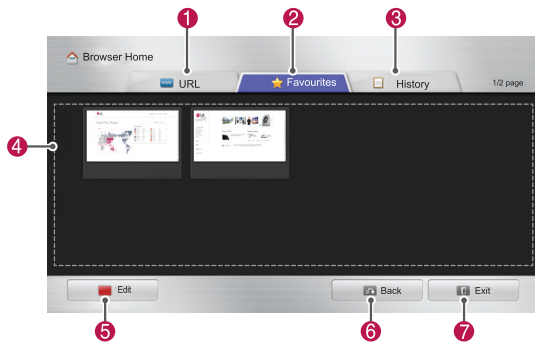 1 2 3
Browser Home
URL Favourites History 1/2 page
4
Edit Back Exit
5 6 7